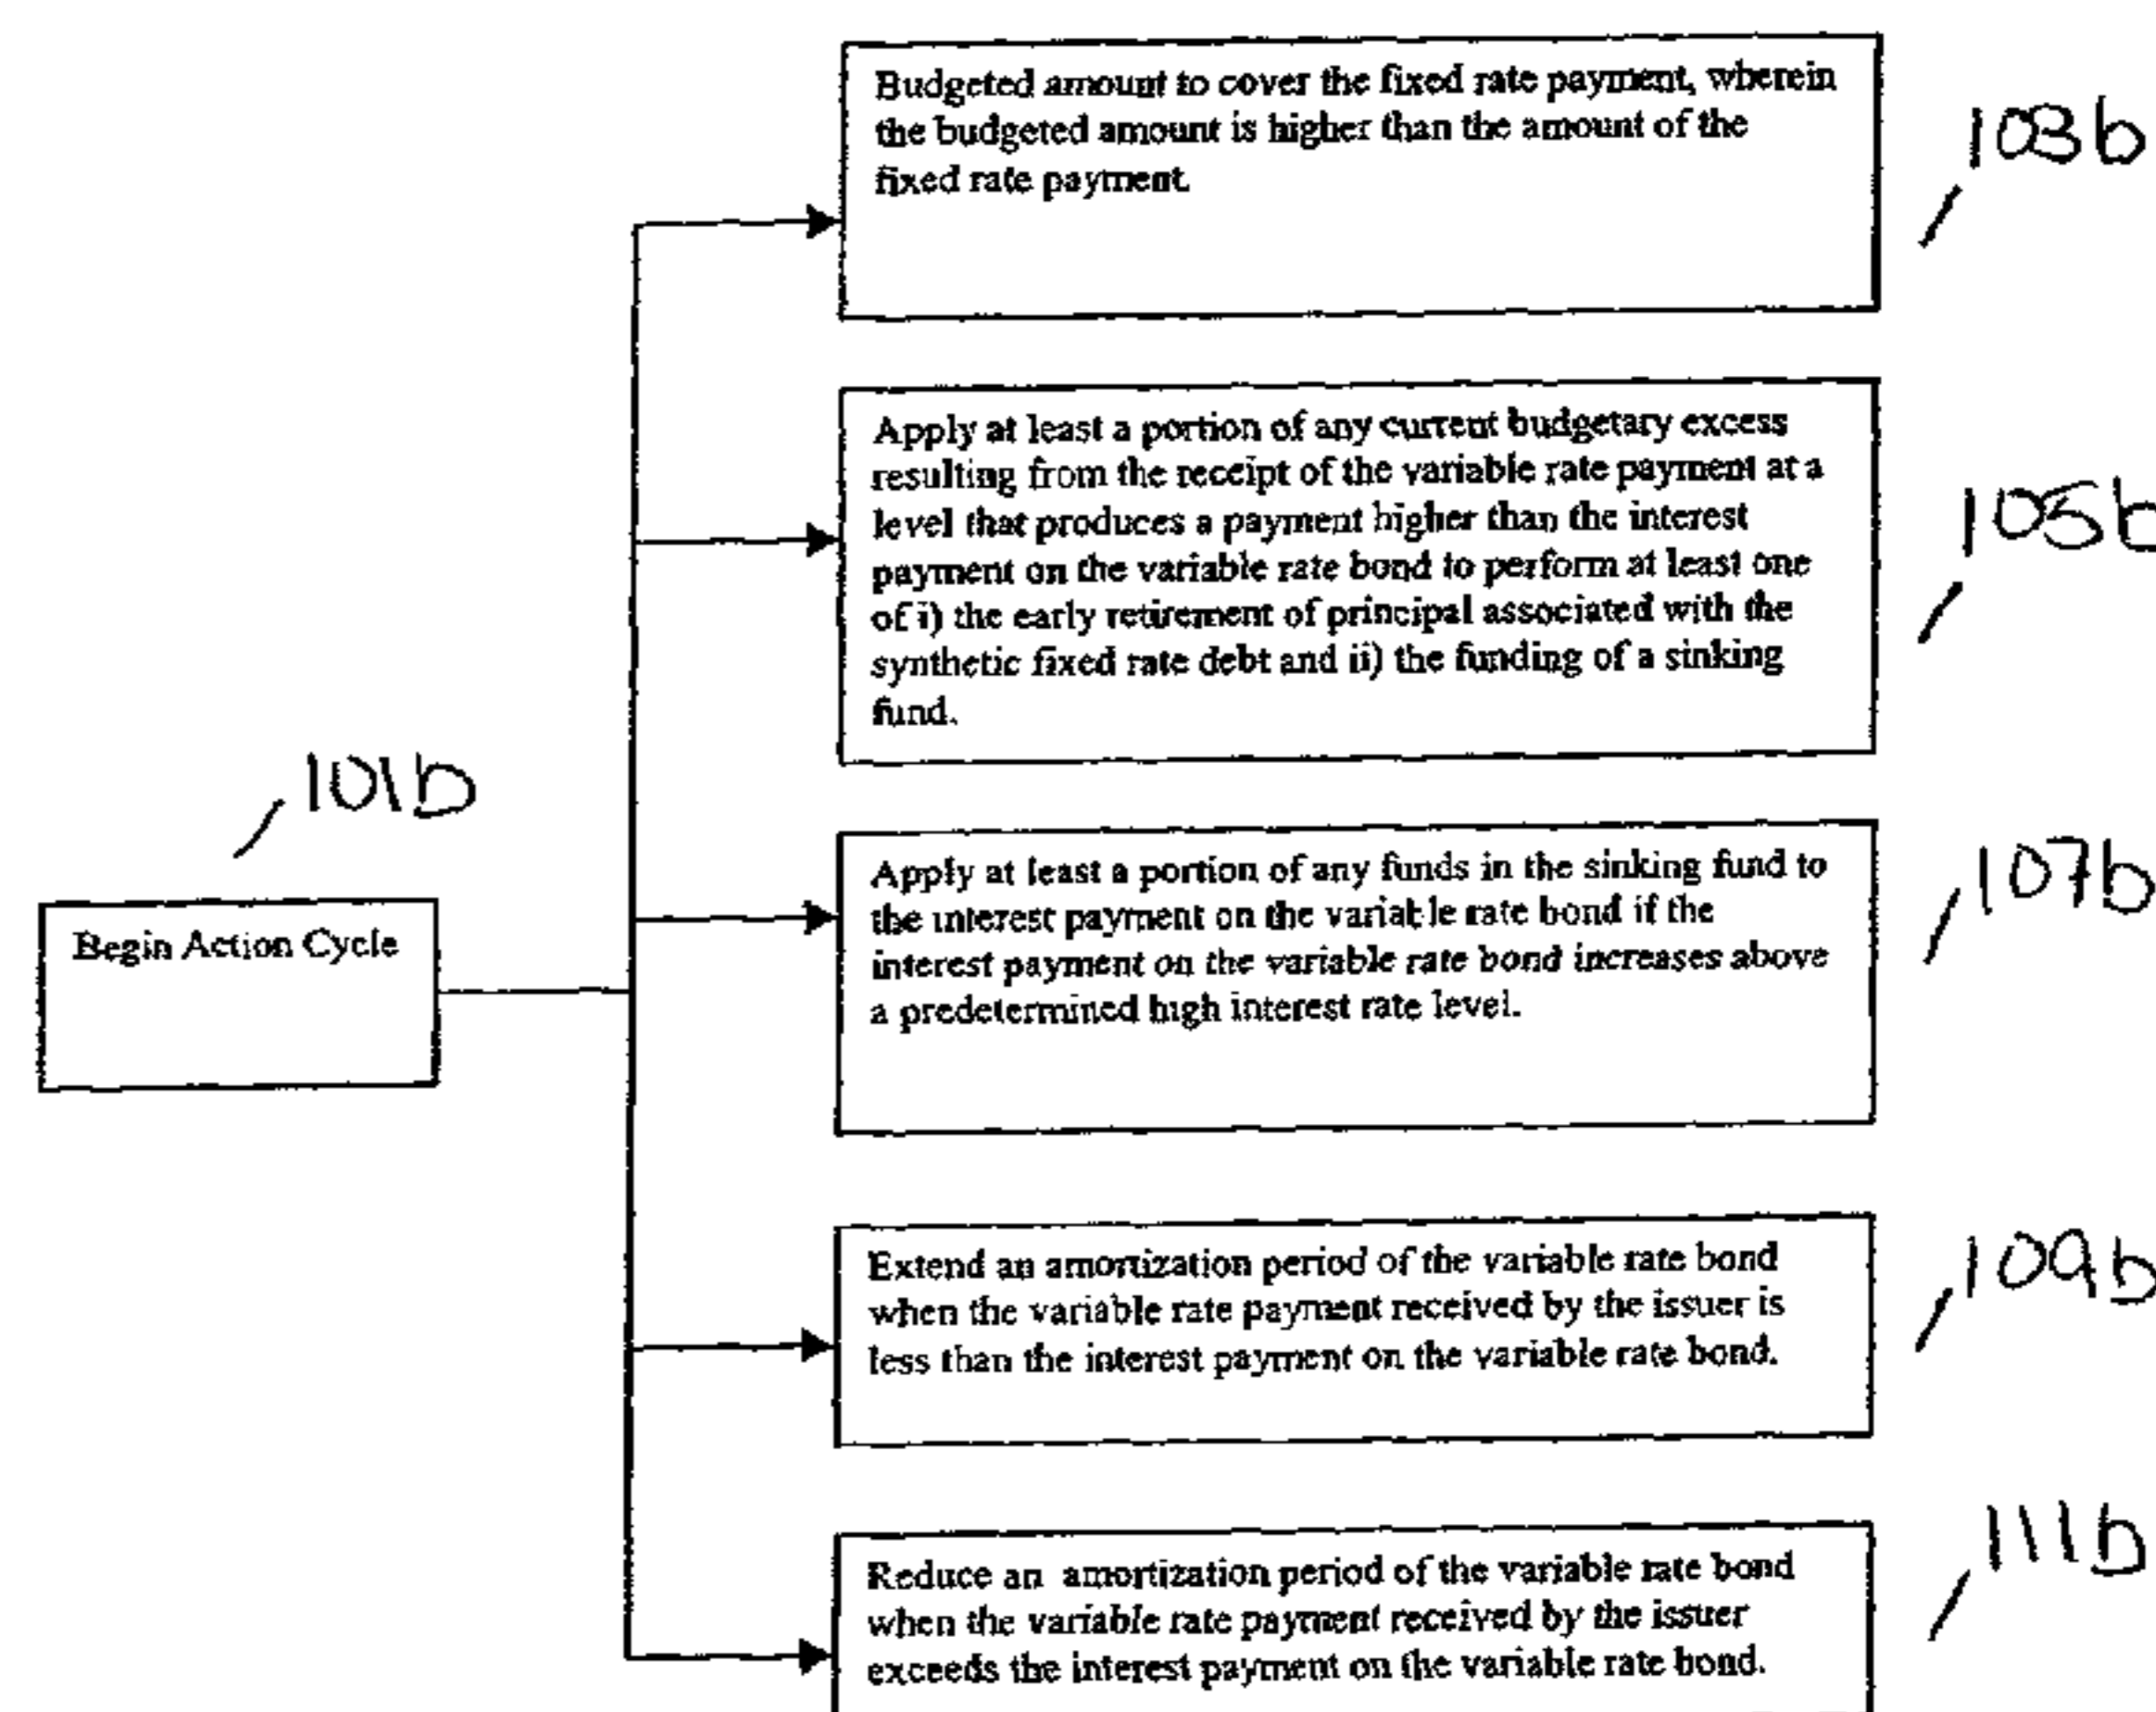 Budgeted amount to cover the fixed rate payment, wherein
the budgeted amount is higher than the amount of the
fixed rate payment.
103b
Apply at least a portion of any current budgetary excess
resulting from the receipt of the variable rate payment at a
level that produces a payment higher than the interest
payment on the variable rate bond to perform at least one
of i) the early retirement of principal associated with the
synthetic fixed rate debt and ii) the funding of a sinking
fund.
105b
101b
Begin Action Cycle
Apply at least a portion of any funds in the sinking fund to
the interest payment on the variable rate bond if the
interest payment on the variable rate bond increases above
a predetermined high interest rate level.
107b
Extend an amortization period of the variable rate bond
when the variable rate payment received by the issuer is
less than the interest payment on the variable rate bond.
109b
Reduce an amortization period of the variable rate bond
when the variable rate payment received by the issuer
exceeds the interest payment on the variable rate bond.
111b